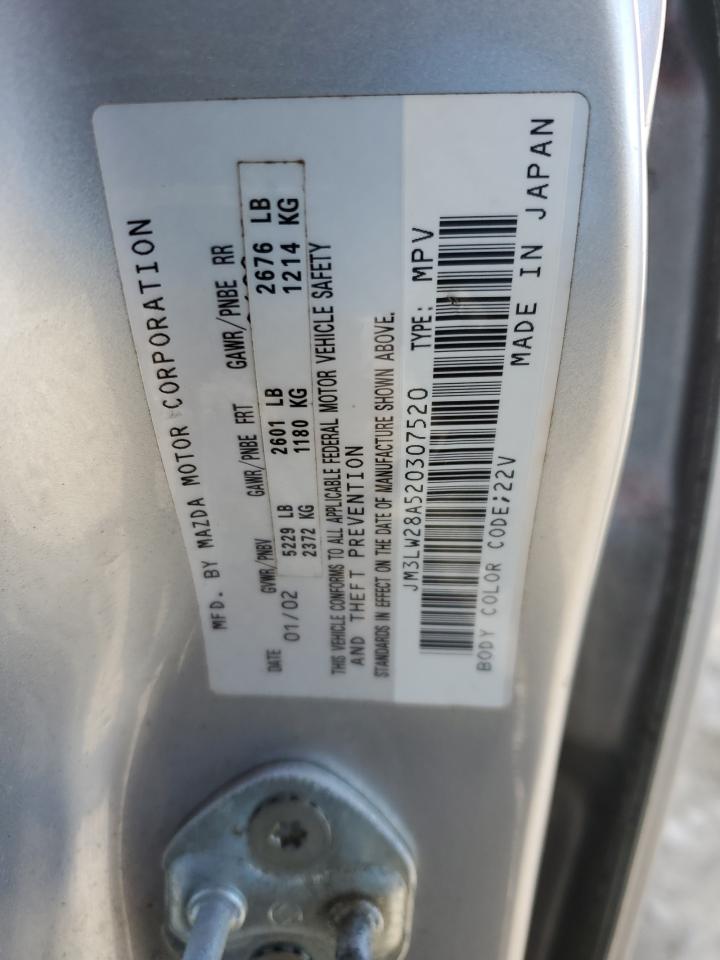 MFD. BY MAZDA MOTOR CORPORATION
DATE GVWR/PNBV GAWR/PNBE FRT GAWR/PNBE RR
01/02 5229 LB 2601 LB 2676 LB
2372 KG 1180 KG 1214 KG
THIS VEHICLE CONFORMS TO ALL APPLICABLE FEDERAL MOTOR VEHICLE SAFETY
AND THEFT PREVENTION
STANDARDS IN EFFECT ON THE DATE OF MANUFACTURE SHOWN ABOVE.
JM3LW28A520307520 TYPE: MPV
BODY COLOR CODE;22V MADE IN JAPAN